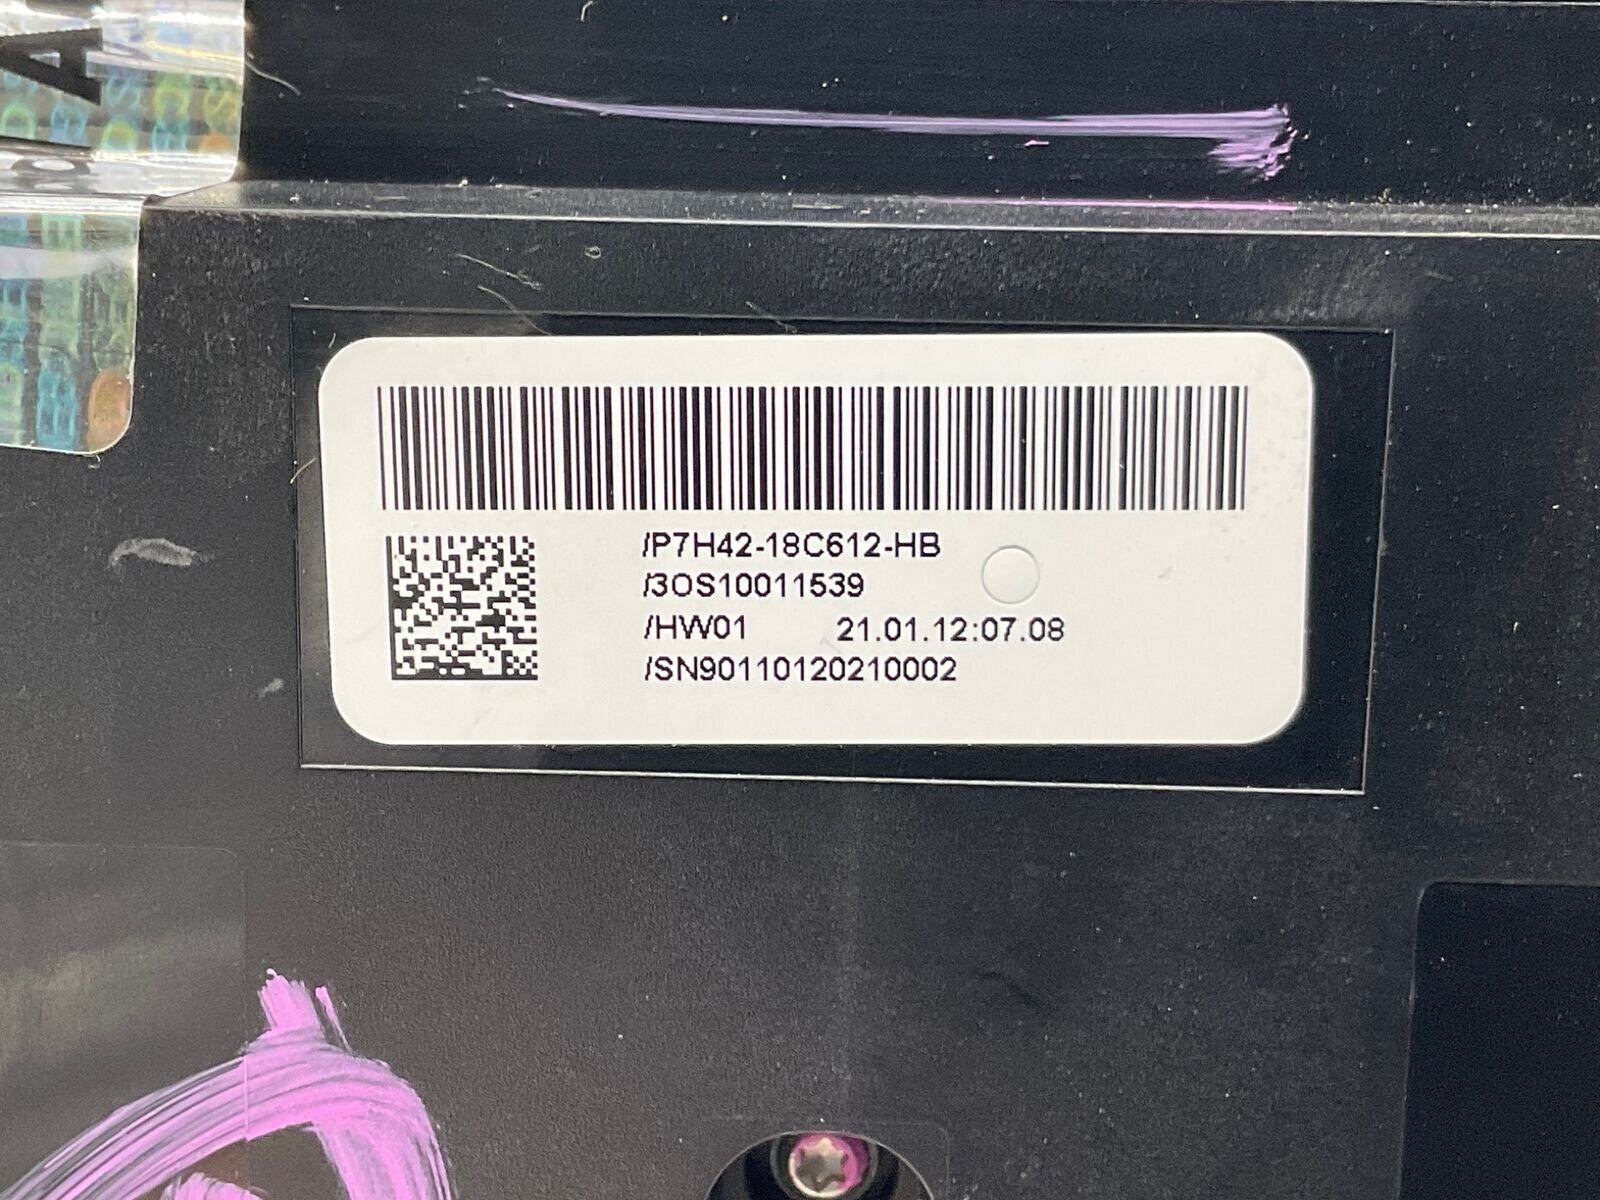 A
/P7H42-18C612-HB
/3OS10011539
/HW01 21.01.12:07.08
/SN90110120210002